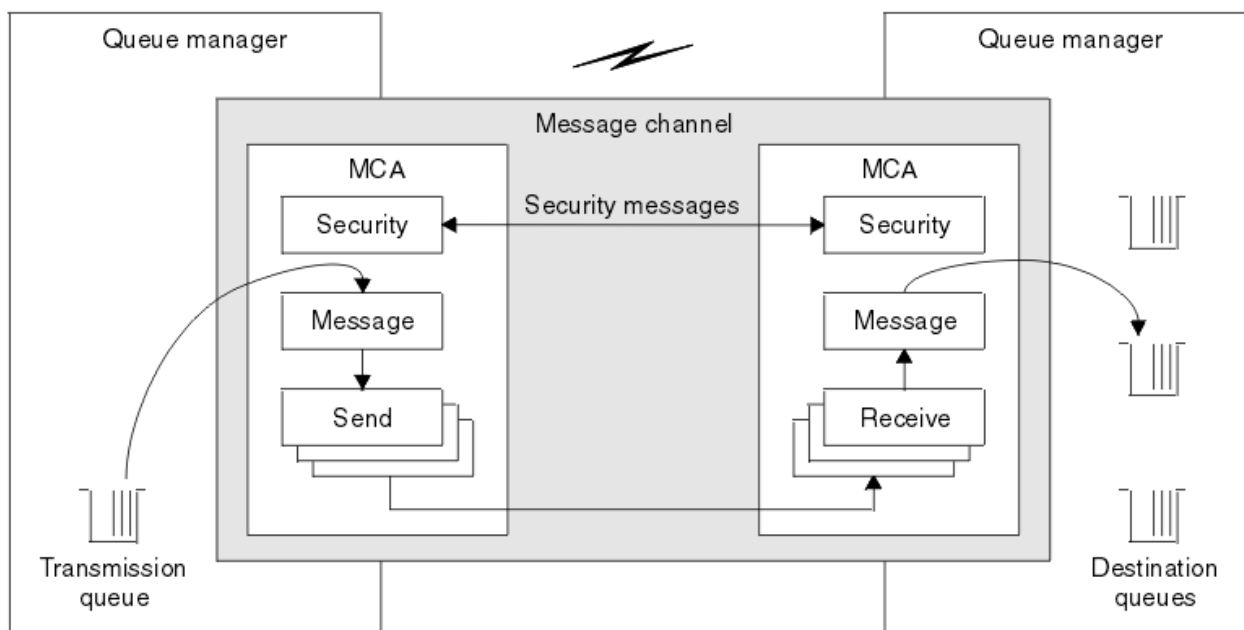 Queue manager
Queue manager
Message channel
MCA
MCA
Security
Security messages
Security
Message
Message
Send
Receive
Transmission
queue
Destination
queues